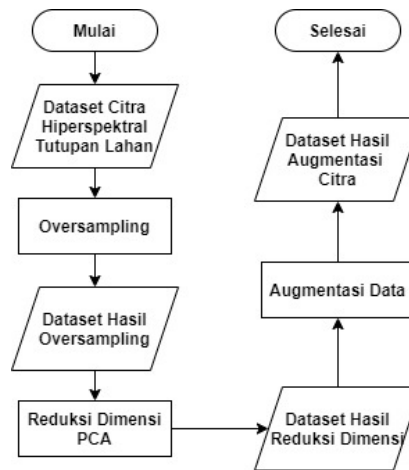 Mulai
Dataset Citra
Hiperspektral
Tutupan Lahan
Oversampling
Dataset Hasil
Oversampling
Reduksi Dimensi
PCA
Dataset Hasil
Reduksi Dimensi
Augmentasi Data
Dataset Hasil
Augmentasi
Citra
Selesai